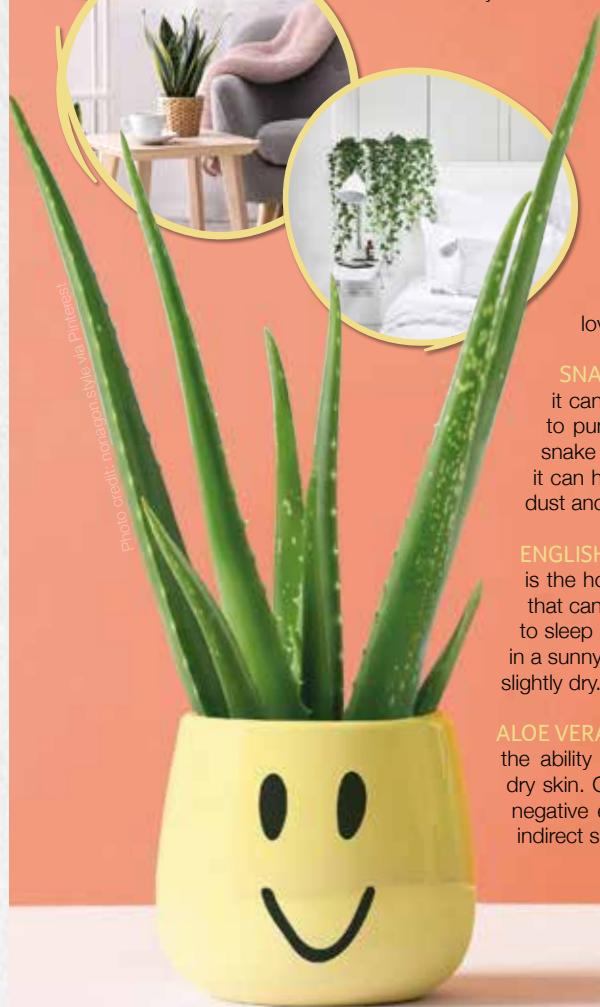 Photo credit: nonagon.style via Pinterest
lov
SNA
it can
to pur
snake
it can h
dust and
ENGLISH
is the ho
that can
to sleep
in a sunny
slightly dry.
ALOE VERA
the ability
dry skin. O
negative e
indirect s